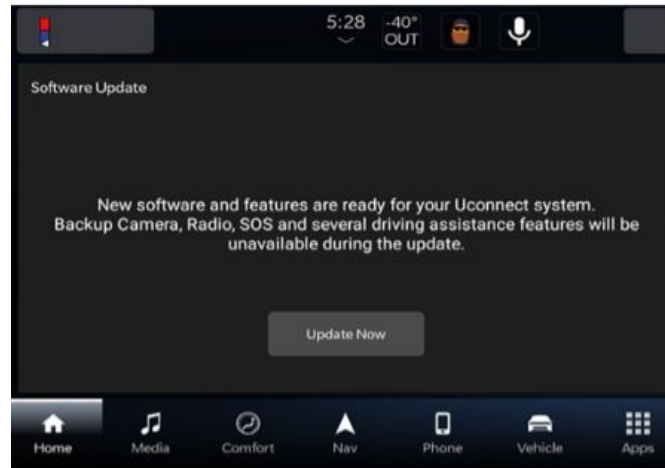 5:28
-40°
OUT
Software Update
New software and features are ready for your Uconnect system.
Backup Camera, Radio, SOS and several driving assistance features will be
unavailable during the update.
Update Now
Home Media Comfort Nav Phone Vehicle Apps